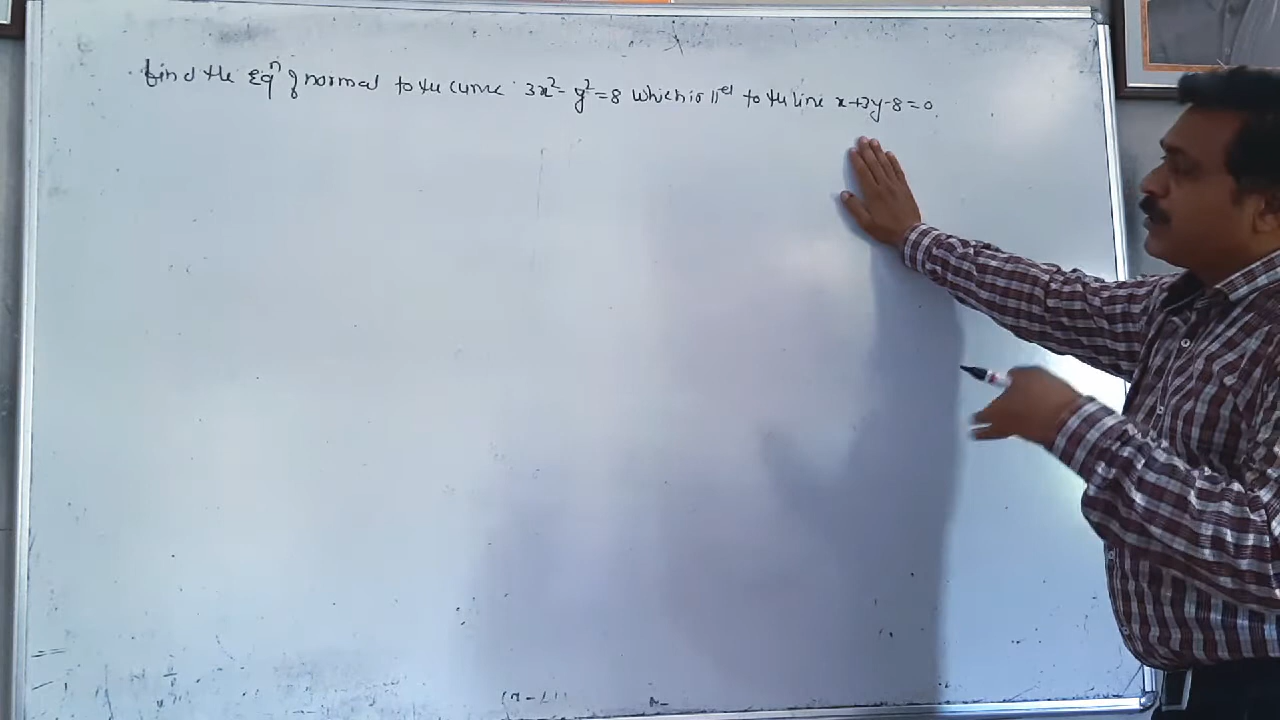 find the Eqⁿ of normal to the curve 3x² - y² = 8 which is ||ᵉˡ to the line x+3y-8=0.